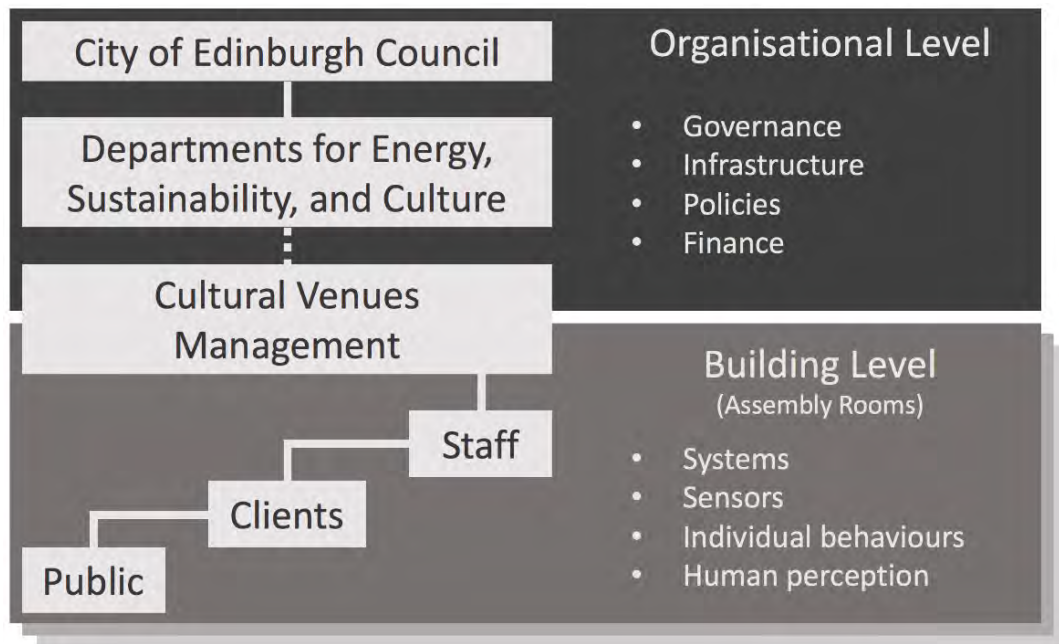 City of Edinburgh Council
Departments for Energy,
Sustainability, and Culture
Cultural Venues
Management
Staff
Clients
Public
Organisational Level
• Governance
• Infrastructure
• Policies
• Finance
Building Level
(Assembly Rooms)
• Systems
• Sensors
• Individual behaviours
• Human perception